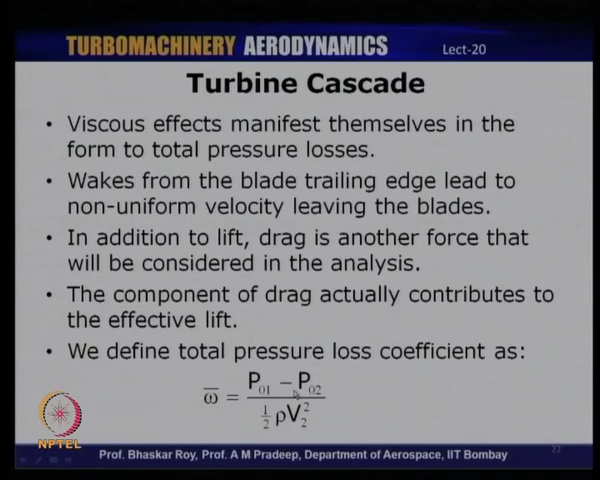 TURBOMACHINERY AERODYNAMICS
Lect-20
Turbine Cascade
• Viscous effects manifest themselves in the
form to total pressure losses.
• Wakes from the blade trailing edge lead to
non-uniform velocity leaving the blades.
• In addition to lift, drag is another force that
will be considered in the analysis.
• The component of drag actually contributes to
the effective lift.
• We define total pressure loss coefficient as:
ω̅ = (P₀₁ − P₀₂) / (½ ρV₂²)
NPTEL
Prof. Bhaskar Roy, Prof. A M Pradeep, Department of Aerospace, IIT Bombay
22